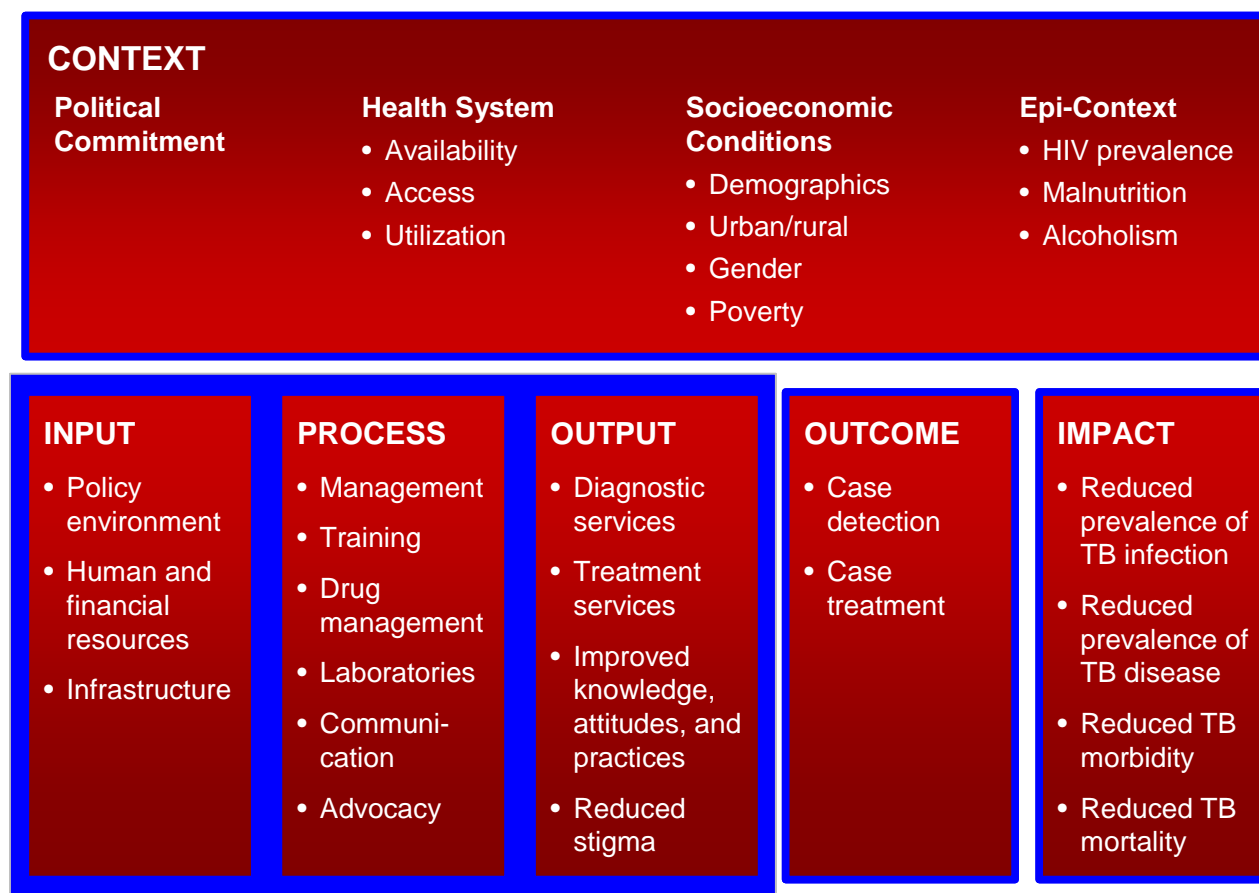 CONTEXT
Political
Commitment
Health System
• Availability
• Access
• Utilization
Socioeconomic
Conditions
• Demographics
• Urban/rural
• Gender
• Poverty
Epi-Context
• HIV prevalence
• Malnutrition
• Alcoholism
INPUT
• Policy
environment
• Human and
financial
resources
• Infrastructure
PROCESS
• Management
• Training
• Drug
management
• Laboratories
• Communi-
cation
• Advocacy
OUTPUT
• Diagnostic
services
• Treatment
services
• Improved
knowledge,
attitudes, and
practices
• Reduced
stigma
OUTCOME
• Case
detection
• Case
treatment
IMPACT
• Reduced
prevalence of
TB infection
• Reduced
prevalence of
TB disease
• Reduced TB
morbidity
• Reduced TB
mortality